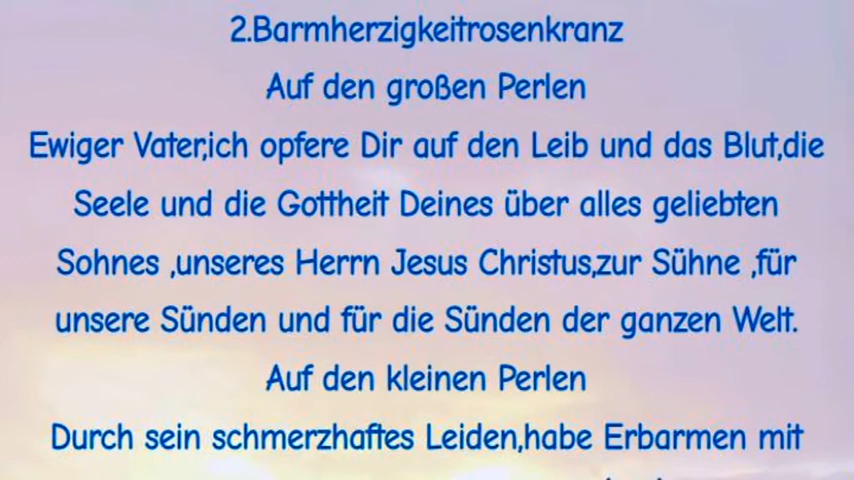 2.Barmherzigkeitrosenkranz
Auf den großen Perlen
Ewiger Vater,ich opfere Dir auf den Leib und das Blut,die
Seele und die Gottheit Deines über alles geliebten
Sohnes ,unseres Herrn Jesus Christus,zur Sühne ,für
unsere Sünden und für die Sünden der ganzen Welt.
Auf den kleinen Perlen
Durch sein schmerzhaftes Leiden,habe Erbarmen mit